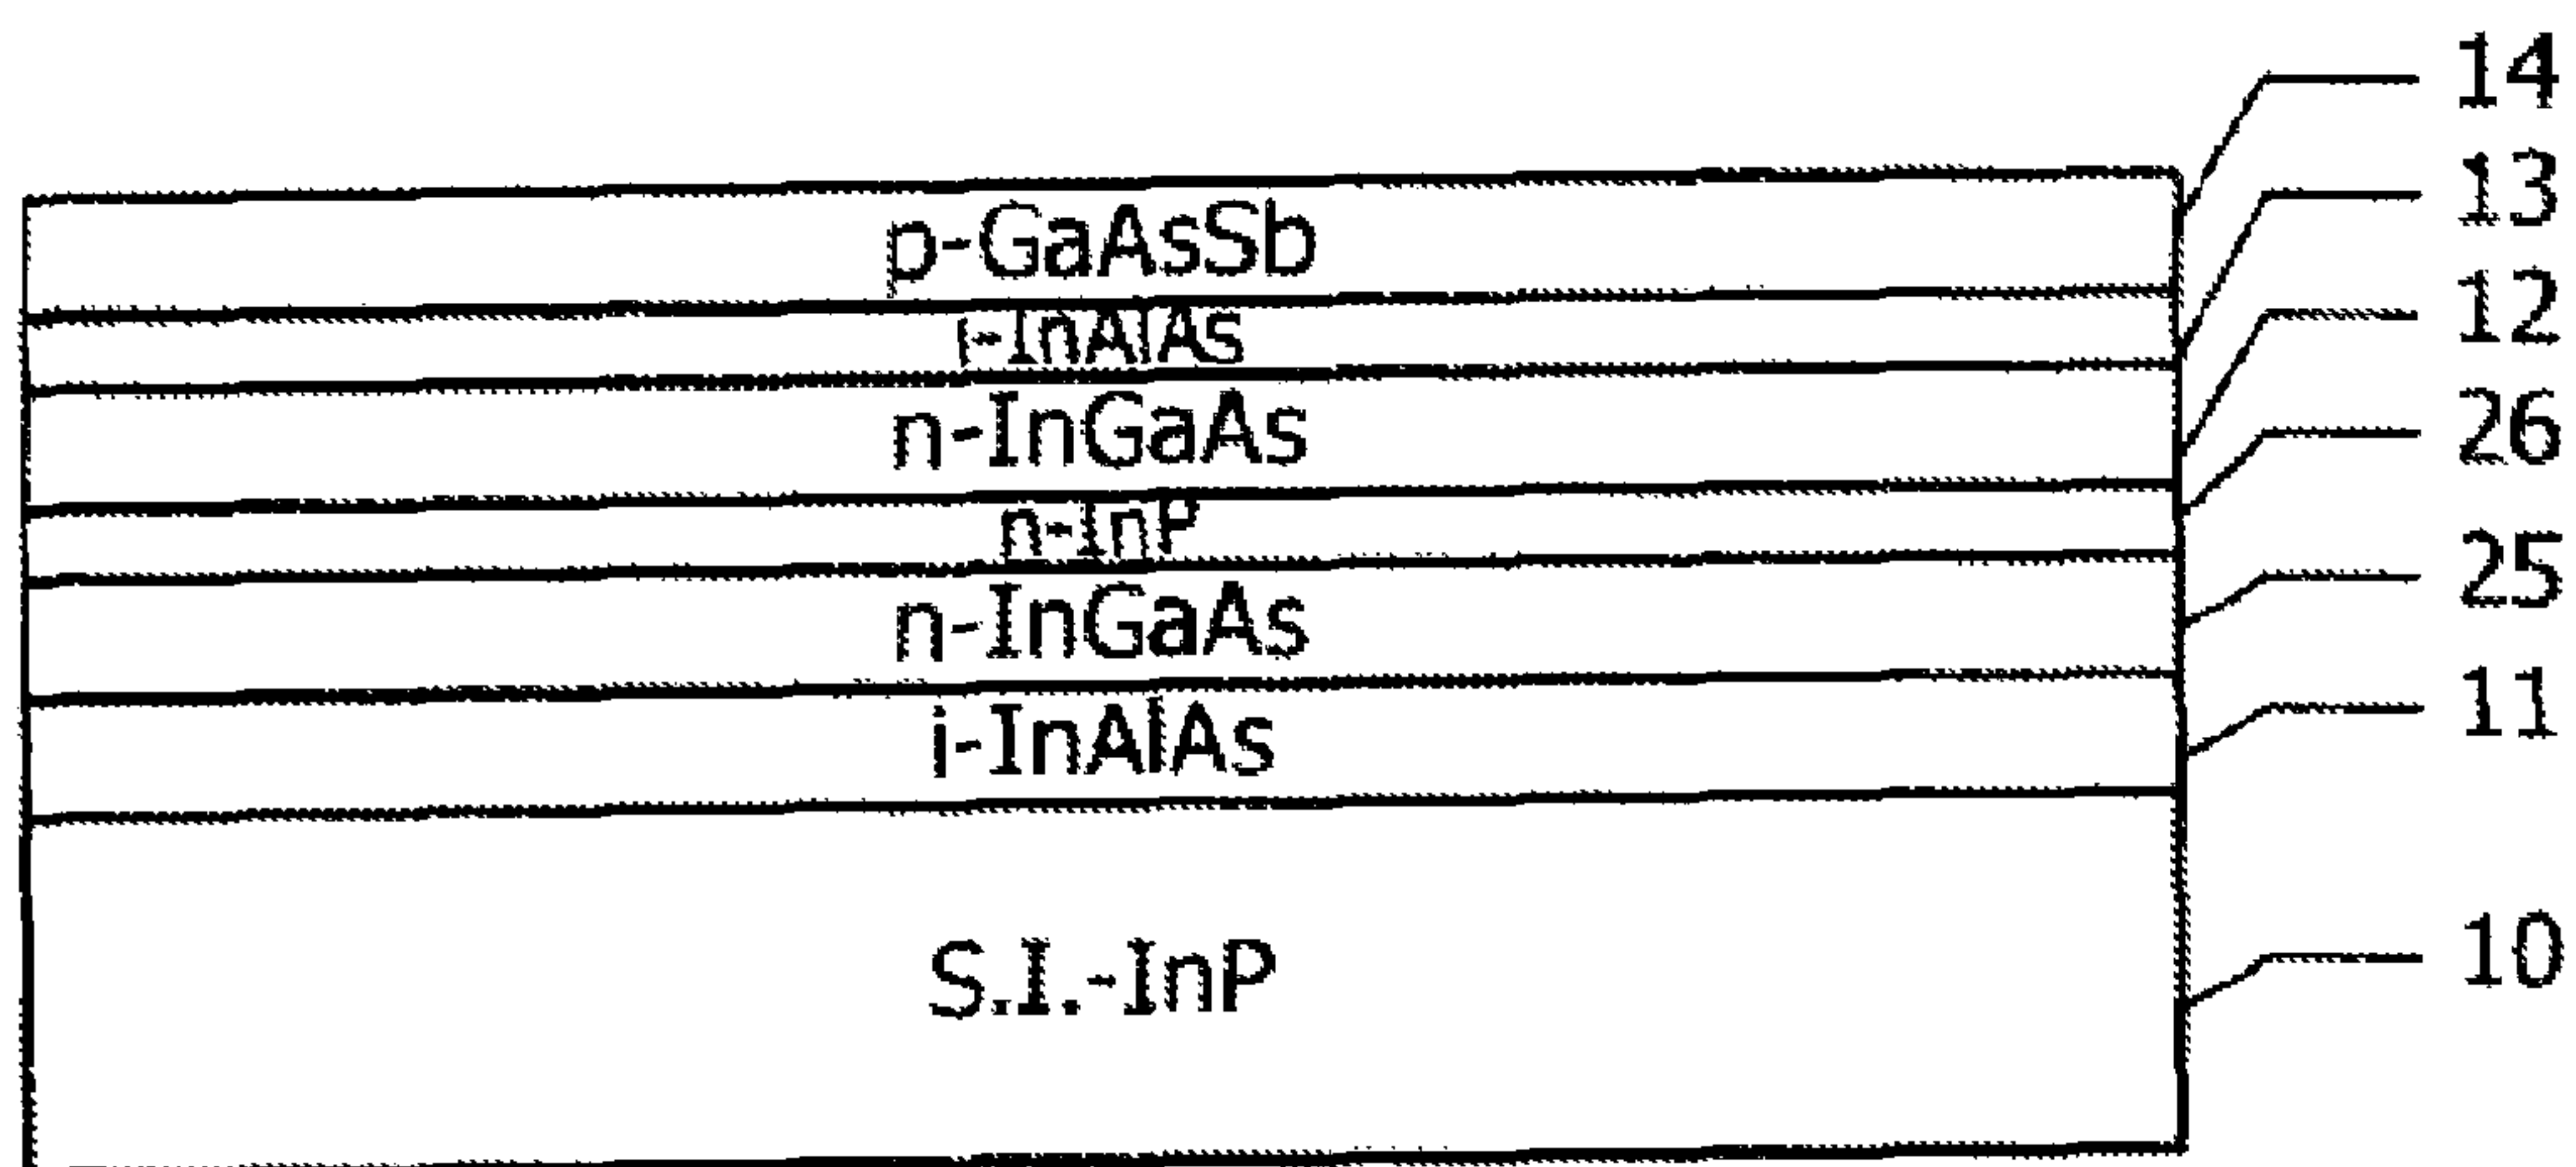 14
p-GaAsSb
13
i-InAlAs
12
n-InGaAs
26
n-InP
25
n-InGaAs
11
i-InAlAs
10
S.I.-InP